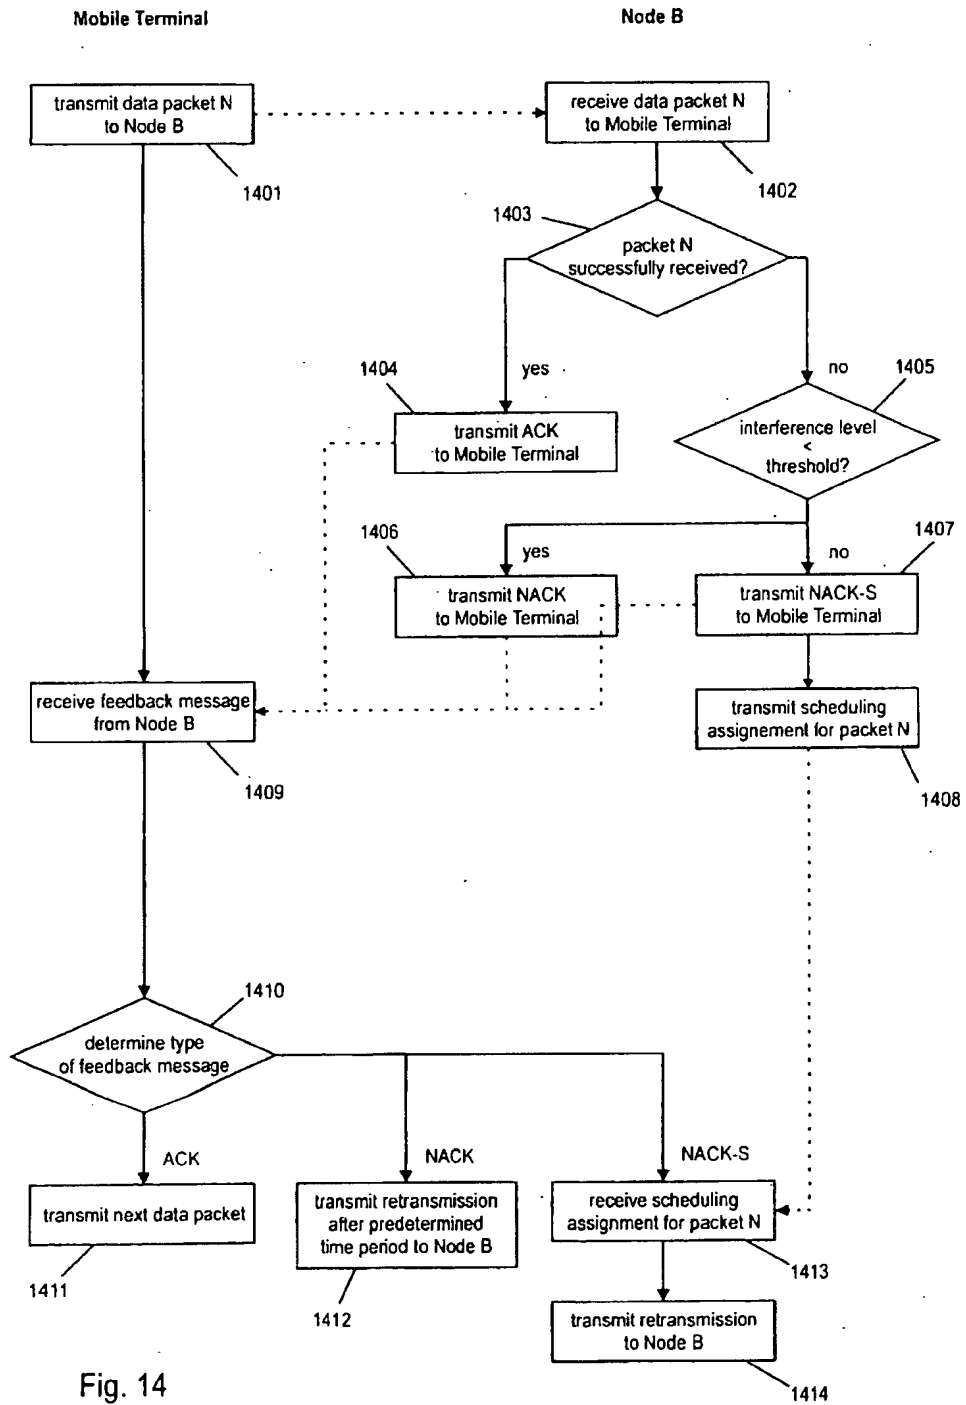 Mobile Terminal
Node B
transmit data packet N
to Node B
1401
receive data packet N
to Mobile Terminal
1402
1403
packet N
successfully received?
yes
no
1404
transmit ACK
to Mobile Terminal
1405
interference level
<
threshold?
yes
no
1406
transmit NACK
to Mobile Terminal
1407
transmit NACK-S
to Mobile Terminal
transmit scheduling
assignement for packet N
1408
receive feedback message
from Node B
1409
1410
determine type
of feedback message
ACK
NACK
NACK-S
transmit next data packet
1411
transmit retransmission
after predetermined
time period to Node B
1412
receive scheduling
assignment for packet N
1413
transmit retransmission
to Node B
1414
Fig. 14